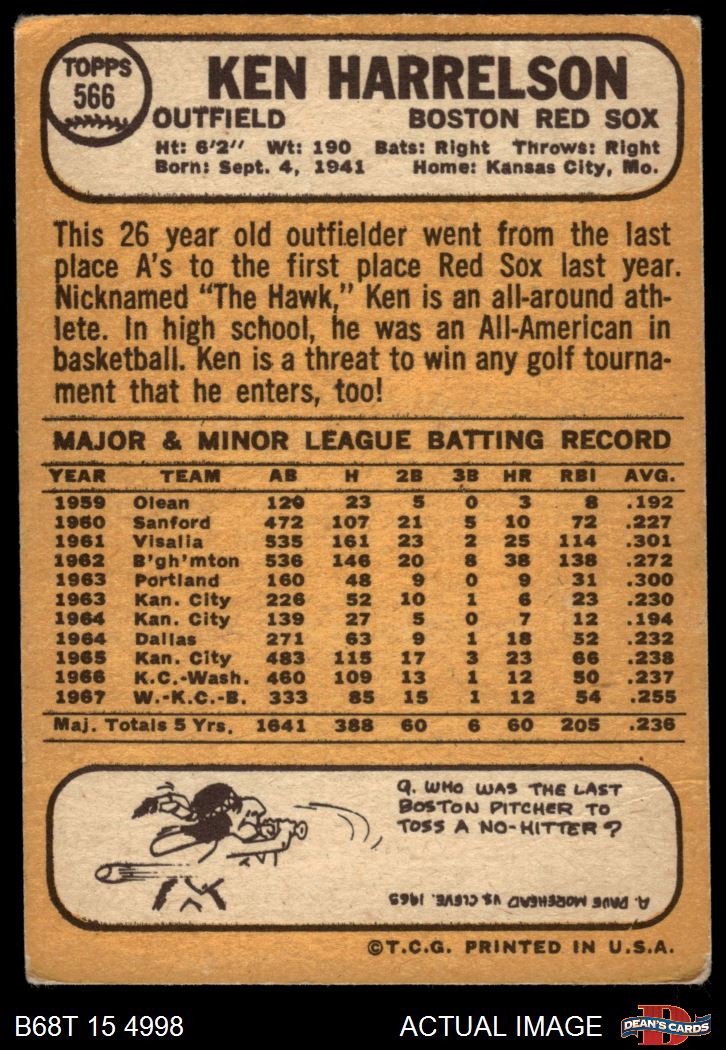 TOPPS
566
KEN HARRELSON
OUTFIELD BOSTON RED SOX
Ht: 6'2" Wt: 190 Bats: Right Throws: Right
Born: Sept. 4, 1941 Home: Kansas City, Mo.
This 26 year old outfielder went from the last
place A's to the first place Red Sox last year.
Nicknamed "The Hawk," Ken is an all-around ath-
lete. In high school, he was an All-American in
basketball. Ken is a threat to win any golf tourna-
ment that he enters, too!
MAJOR & MINOR LEAGUE BATTING RECORD
YEAR TEAM AB H 2B 3B HR RBI AVG.
1959 Olean 120 23 5 0 3 8 .192
1960 Sanford 472 107 21 5 10 72 .227
1961 Visalia 535 161 23 2 25 114 .301
1962 B'gh'mton 536 146 20 8 38 138 .272
1963 Portland 160 48 9 0 9 31 .300
1963 Kan. City 226 52 10 1 6 23 .230
1964 Kan. City 139 27 5 0 7 12 .194
1964 Dallas 271 63 9 1 18 52 .232
1965 Kan. City 483 115 17 3 23 66 .238
1966 K.C.-Wash. 460 109 13 1 12 50 .237
1967 W.-K.C.-B. 333 85 15 1 12 54 .255
Maj. Totals 5 Yrs. 1641 388 60 6 60 205 .236
Q. WHO WAS THE LAST
BOSTON PITCHER TO
TOSS A NO-HITTER?
A. DAVE MOREHEAD VS CLEVE. 1965
©T.C.G. PRINTED IN U.S.A.
B68T 15 4998 ACTUAL IMAGE
D
DEAN'S CARDS